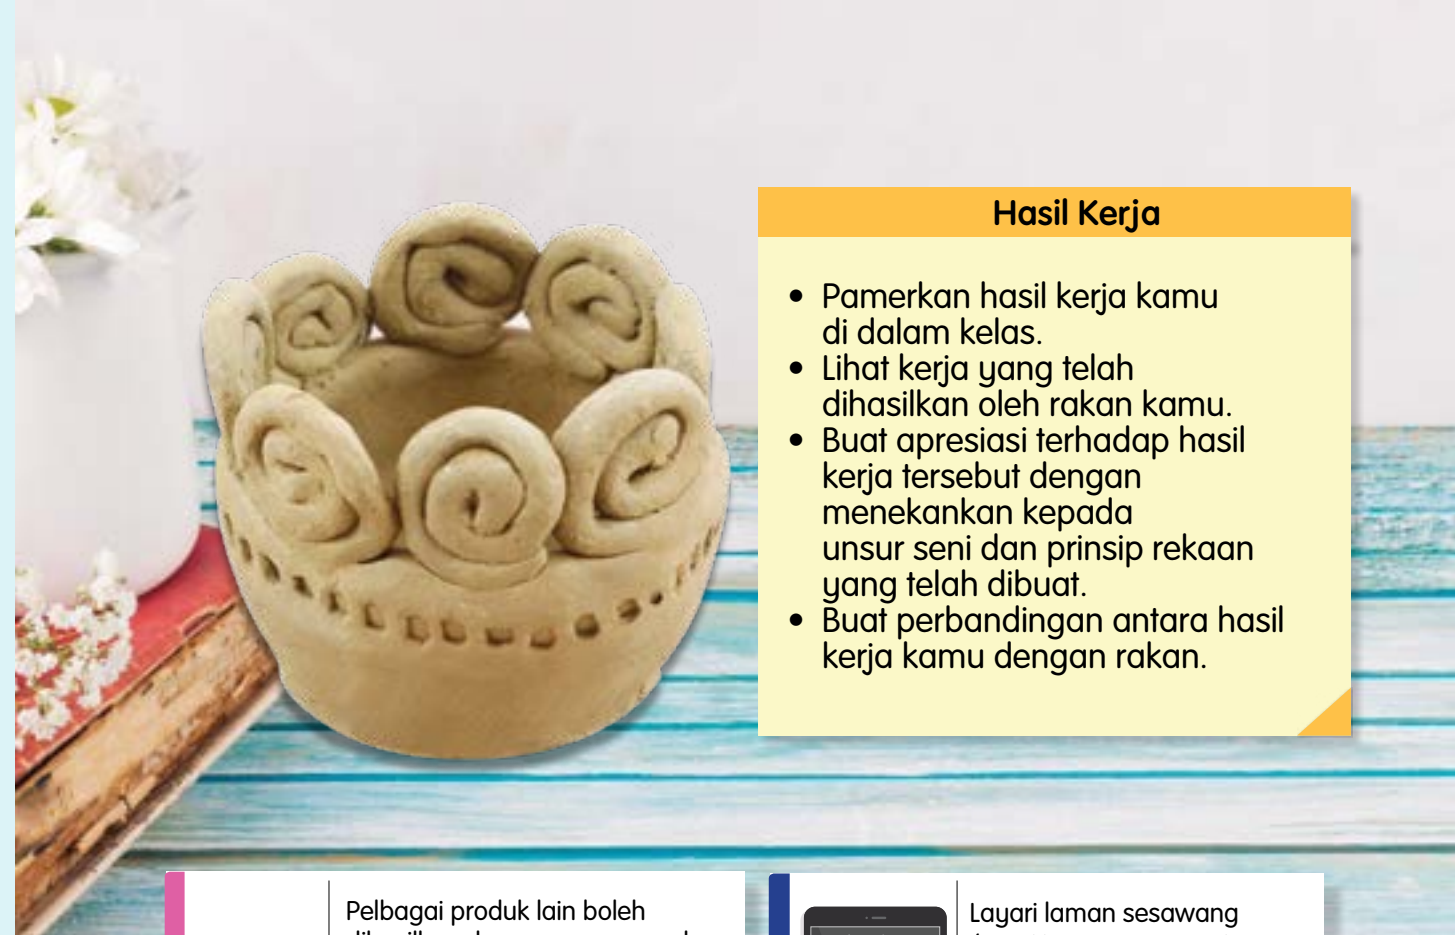 Hasil Kerja
• Pamerkan hasil kerja kamu
di dalam kelas.
• Lihat kerja yang telah
dihasilkan oleh rakan kamu.
• Buat apresiasi terhadap hasil
kerja tersebut dengan
menekankan kepada
unsur seni dan prinsip rekaan
yang telah dibuat.
• Buat perbandingan antara hasil
kerja kamu dengan rakan.
Pelbagai produk lain boleh
Layari laman sesawang